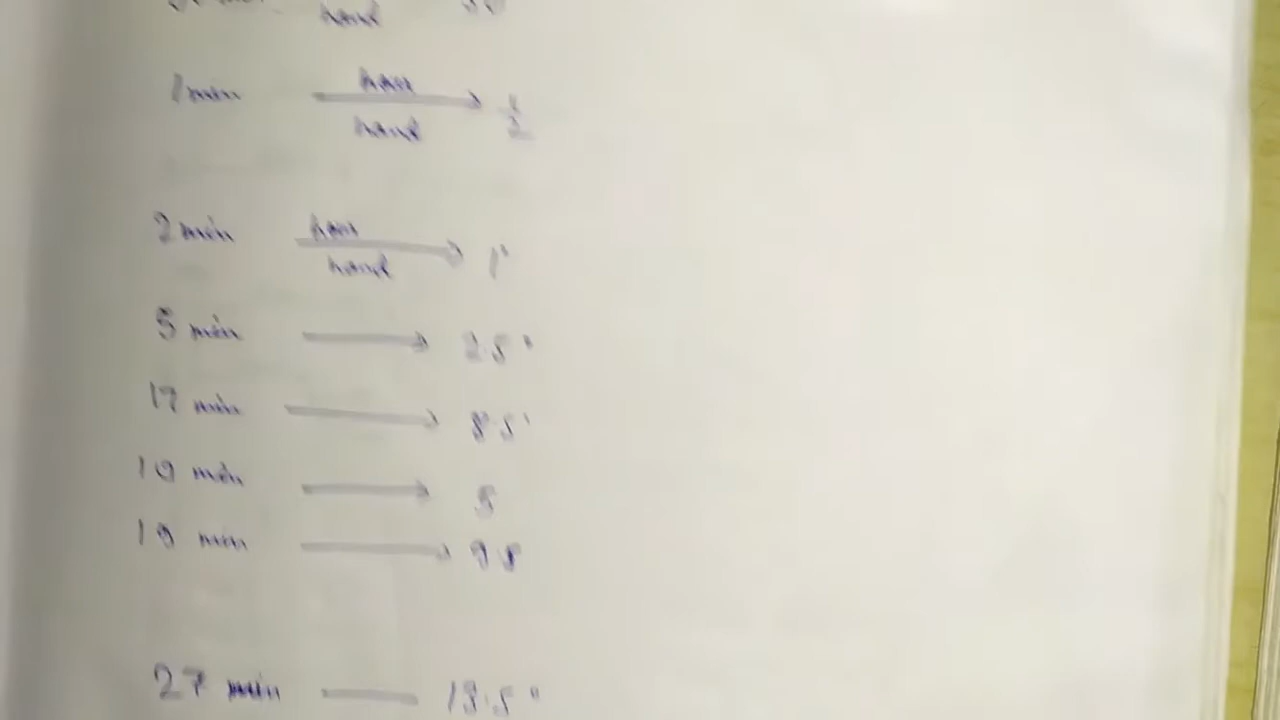 hand
1 min hour hand → 1/2
2 min hour hand → 1°
5 min → 2.5°
17 min → 8.5°
10 min → 5
19 min → 9.5
27 min — 13.5°